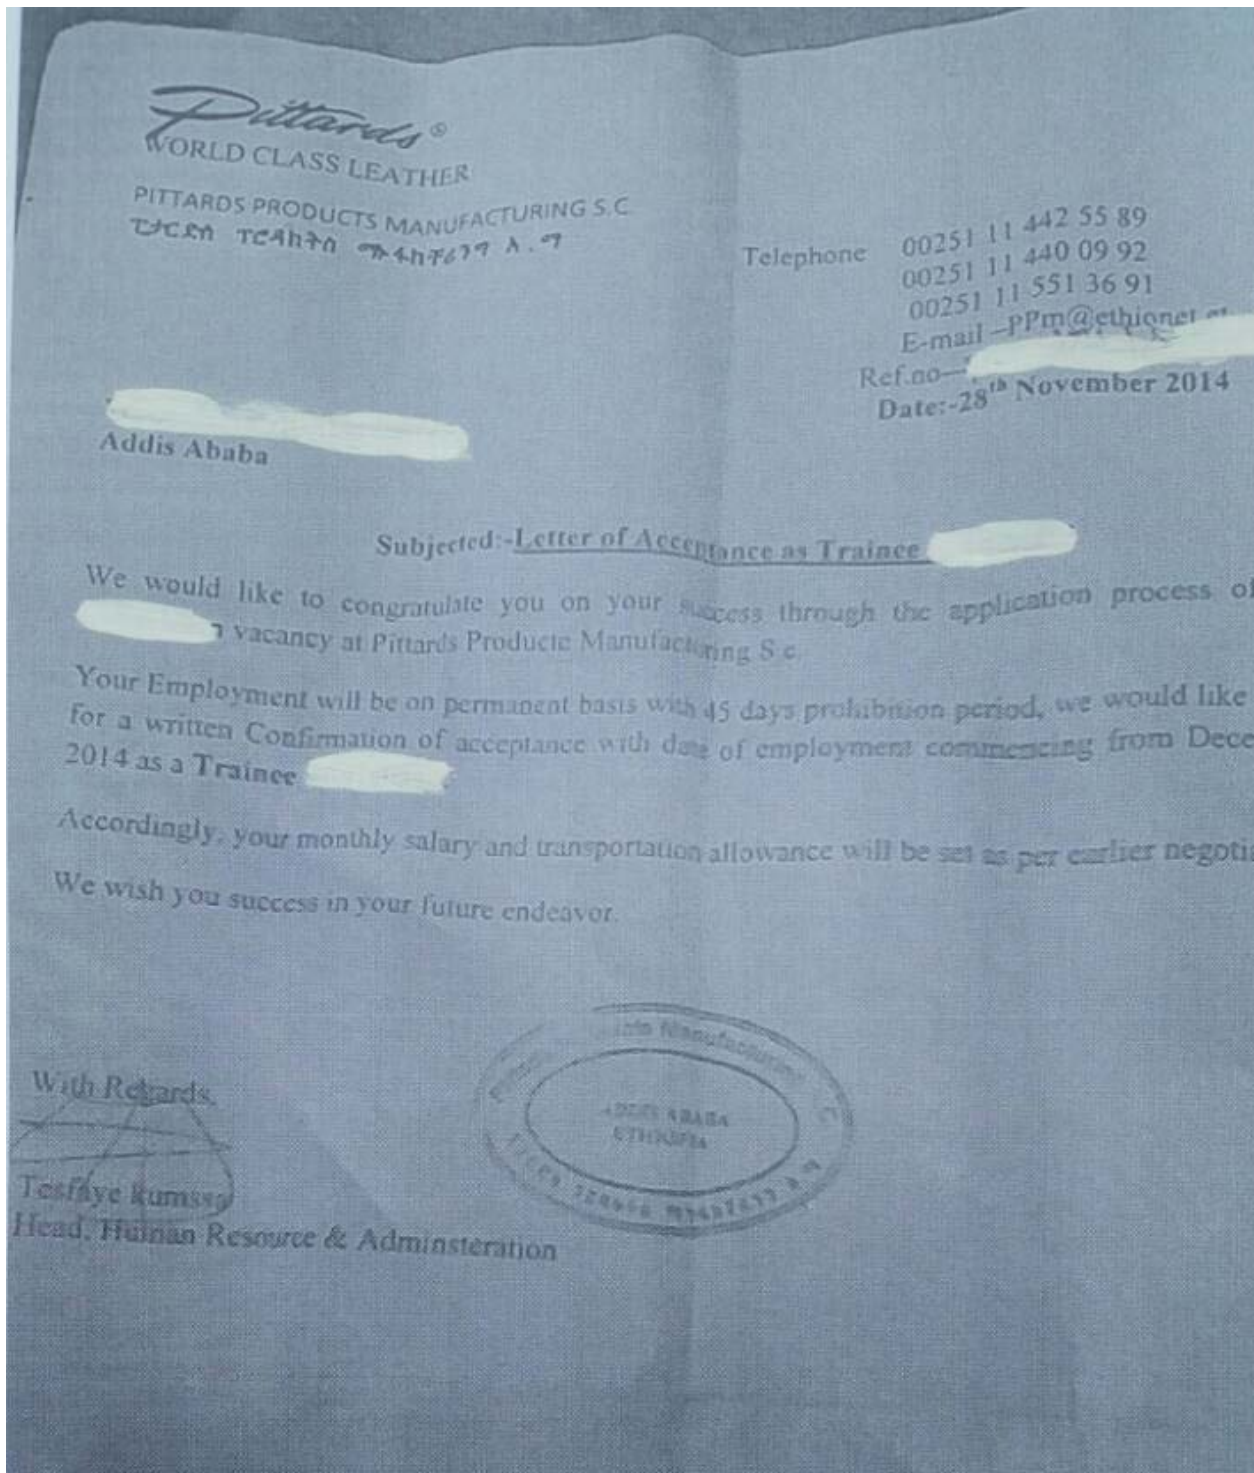 Pittards®
WORLD CLASS LEATHER
PITTARDS PRODUCTS MANUFACTURING S.C
Telephone 00251 11 442 55 89
00251 11 440 09 92
00251 11 551 36 91
E-mail –PPm@ethionet.et
Ref.no—
Date:-28th November 2014
Addis Ababa
Subjected:-Letter of Acceptance as Trainee
We would like to congratulate you on your success through the application process of
vacancy at Pittards Products Manufacturing S c.
Your Employment will be on permanent basis with 45 days prohibition period, we would like
for a written Confirmation of acceptance with date of employment commencing from Dece
2014 as a Trainee
Accordingly, your monthly salary and transportation allowance will be set as per earlier negotia
We wish you success in your future endeavor.
With Regards,
Tesfaye Rumssa
Head, Human Resource & Adminsteration
Manufacturing
ADDIS ABABA
ETHIOPIA